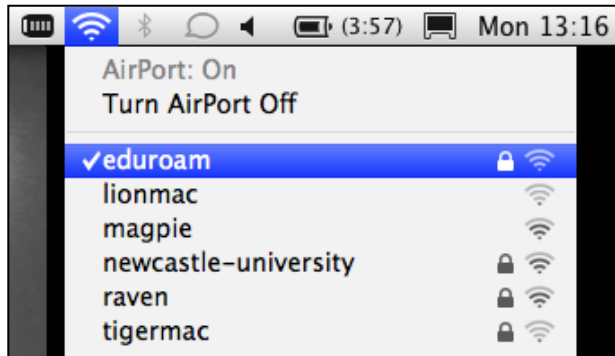 (3:57) Mon 13:16
AirPort: On
Turn AirPort Off
✓eduroam
lionmac
magpie
newcastle-university
raven
tigermac